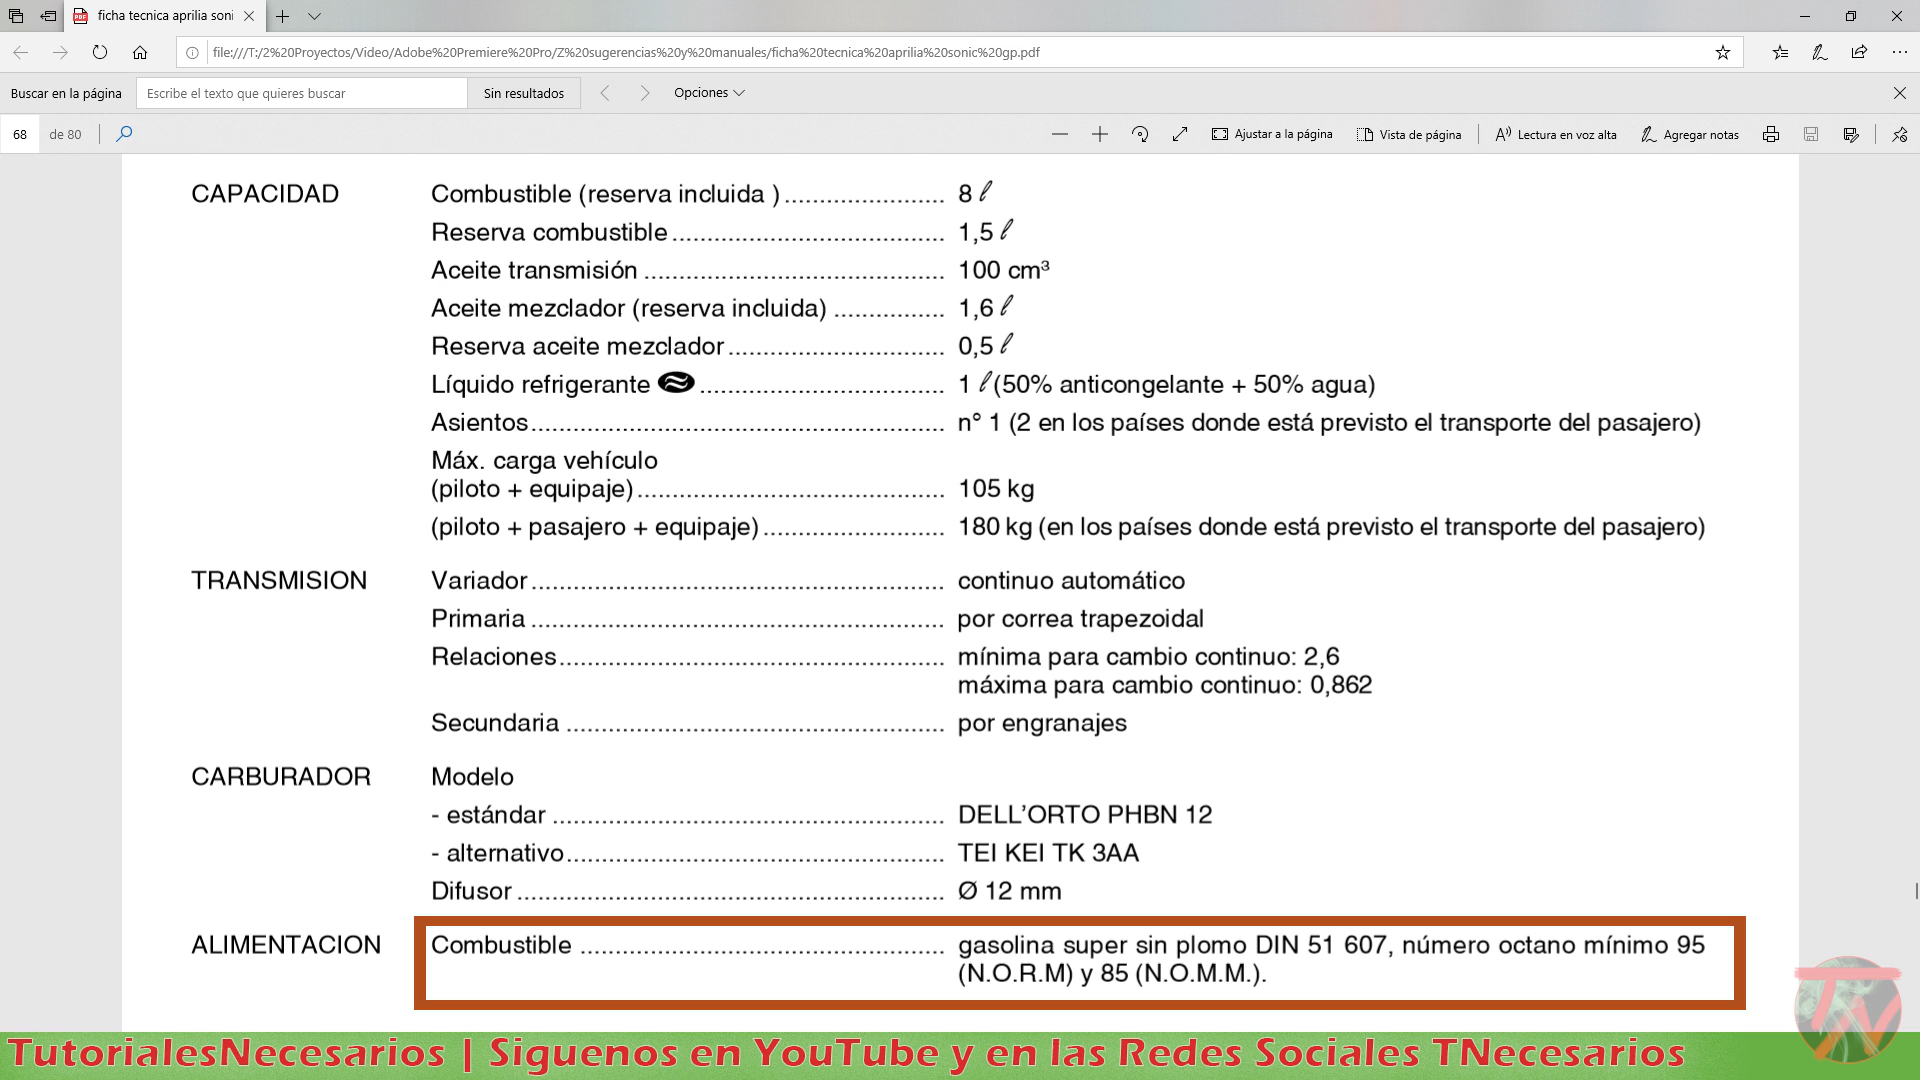 ficha tecnica aprilia soni
file:///T:/2%20Proyectos/Video/Adobe%20Premiere%20Pro/Z%20sugerencias%20y%20manuales/ficha%20tecnica%20aprilia%20sonic%20gp.pdf
Buscar en la página Escribe el texto que quieres buscar Sin resultados Opciones
68 de 80 Ajustar a la página Vista de página Lectura en voz alta Agregar notas
CAPACIDAD Combustible (reserva incluida ) ....................... 8 ℓ
Reserva combustible ....................................... 1,5 ℓ
Aceite transmisión ........................................... 100 cm³
Aceite mezclador (reserva incluida) ................ 1,6 ℓ
Reserva aceite mezclador ............................... 0,5 ℓ
Líquido refrigerante ................................... 1 ℓ (50% anticongelante + 50% agua)
Asientos ........................................................... n° 1 (2 en los países donde está previsto el transporte del pasajero)
Máx. carga vehículo
(piloto + equipaje) ............................................ 105 kg
(piloto + pasajero + equipaje) .......................... 180 kg (en los países donde está previsto el transporte del pasajero)
TRANSMISION Variador ........................................................... continuo automático
Primaria ........................................................... por correa trapezoidal
Relaciones ....................................................... mínima para cambio continuo: 2,6
máxima para cambio continuo: 0,862
Secundaria ...................................................... por engranajes
CARBURADOR Modelo
- estándar ........................................................ DELL’ORTO PHBN 12
- alternativo ...................................................... TEI KEI TK 3AA
Difusor ............................................................. Ø 12 mm
ALIMENTACION Combustible .................................................... gasolina super sin plomo DIN 51 607, número octano mínimo 95
(N.O.R.M) y 85 (N.O.M.M.).
TutorialesNecesarios | Siguenos en YouTube y en las Redes Sociales TNecesarios
TN